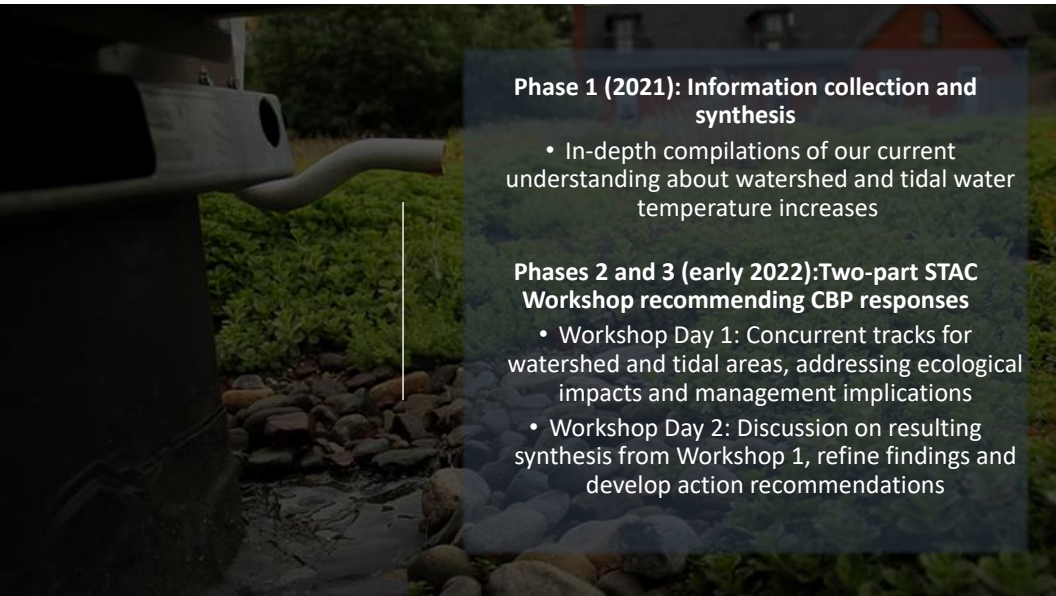 Phase 1 (2021): Information collection and
synthesis
• In-depth compilations of our current
understanding about watershed and tidal water
temperature increases
Phases 2 and 3 (early 2022):Two-part STAC
Workshop recommending CBP responses
• Workshop Day 1: Concurrent tracks for
watershed and tidal areas, addressing ecological
impacts and management implications
• Workshop Day 2: Discussion on resulting
synthesis from Workshop 1, refine findings and
develop action recommendations